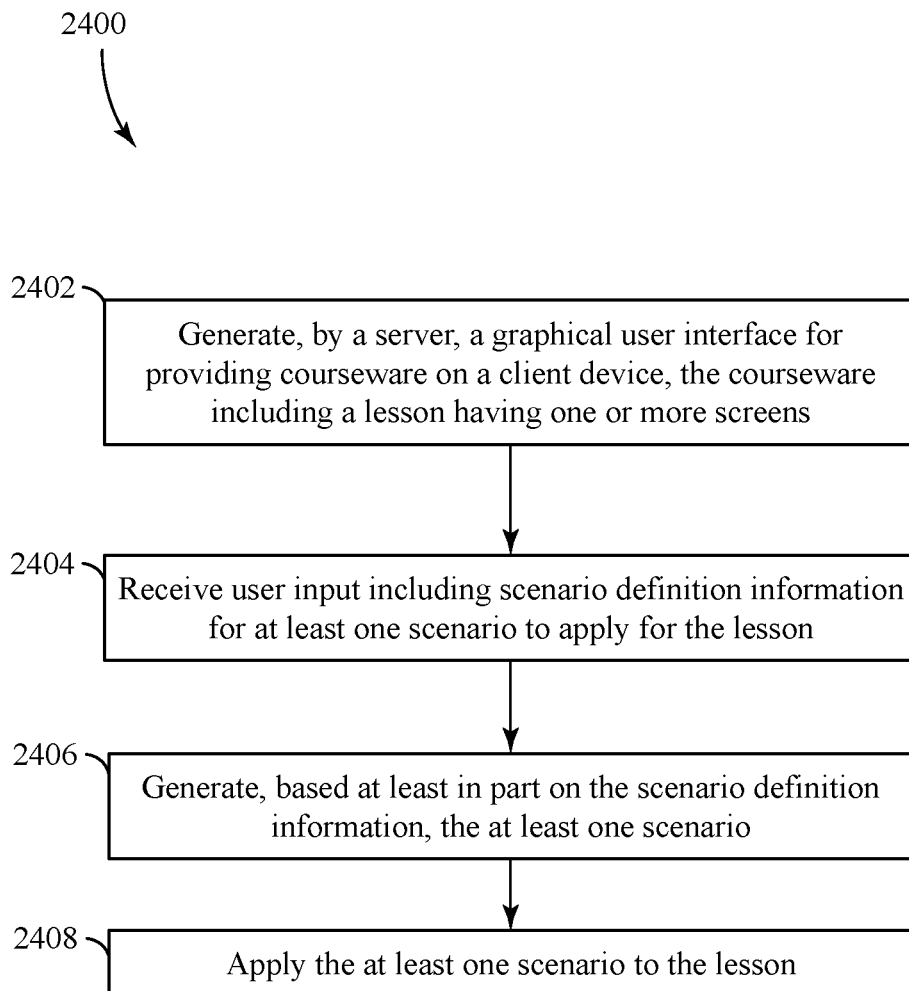 2400
2402
Generate, by a server, a graphical user interface for
providing courseware on a client device, the courseware
including a lesson having one or more screens
2404
Receive user input including scenario definition information
for at least one scenario to apply for the lesson
2406
Generate, based at least in part on the scenario definition
information, the at least one scenario
2408
Apply the at least one scenario to the lesson